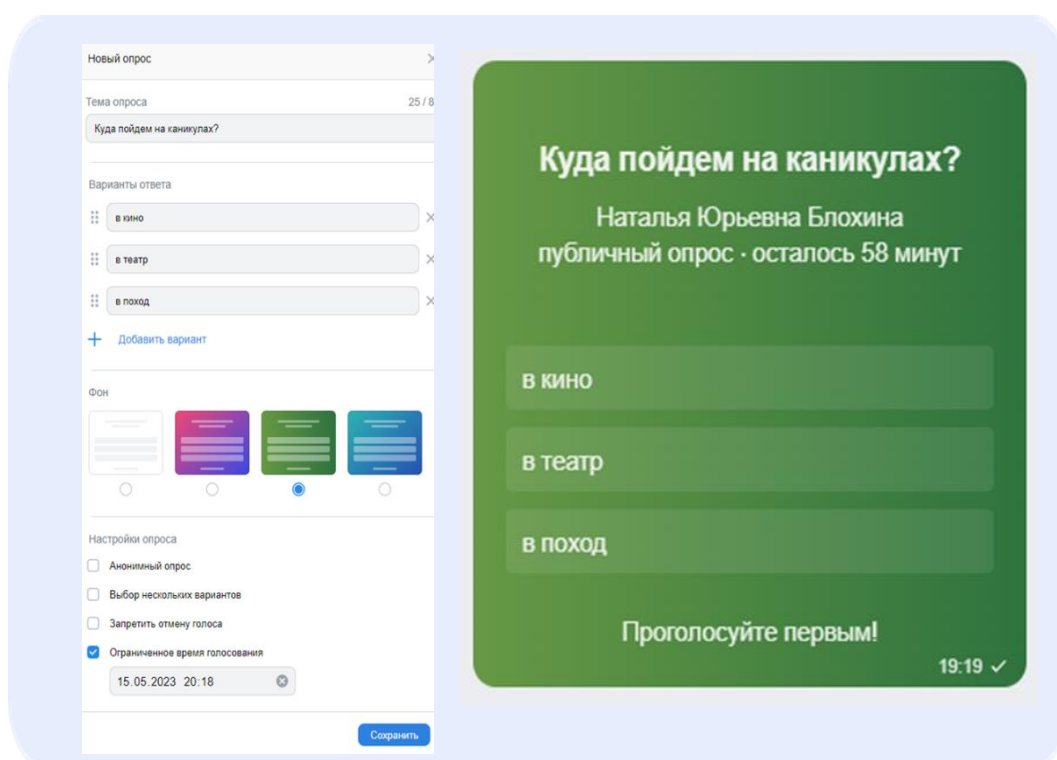 Новый опрос
Тема опроса 25 / 8
Куда пойдем на каникулах?
Варианты ответа
в кино
в театр
в поход
Добавить вариант
Фон
Настройки опроса
Анонимный опрос
Выбор нескольких вариантов
Запретить отмену голоса
Ограниченное время голосования
15.05.2023 20:18
Сохранить
Куда пойдем на каникулах?
Наталья Юрьевна Блохина
публичный опрос · осталось 58 минут
в кино
в театр
в поход
Проголосуйте первым!
19:19